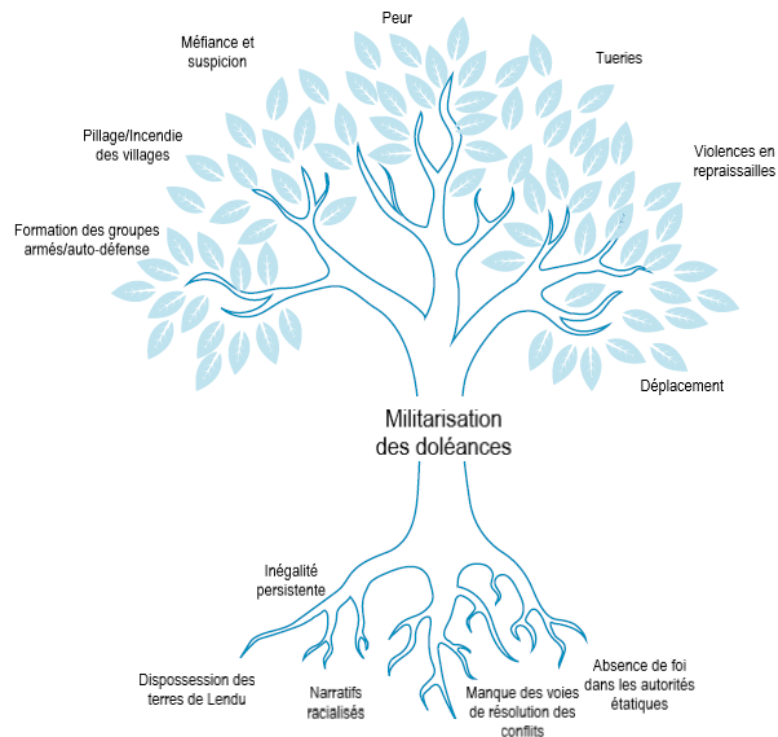 Peur
Méfiance et
suspicion
Tueries
Pillage/Incendie
des villages
Violences en
repraissailles
Formation des groupes
armés/auto-défense
Déplacement
Militarisation
des doléances
Inégalité
persistente
Dispossession des
terres de Lendu
Narratifs
racialisés
Manque des voies
de résolution des
conflits
Absence de foi
dans les autorités
étatiques